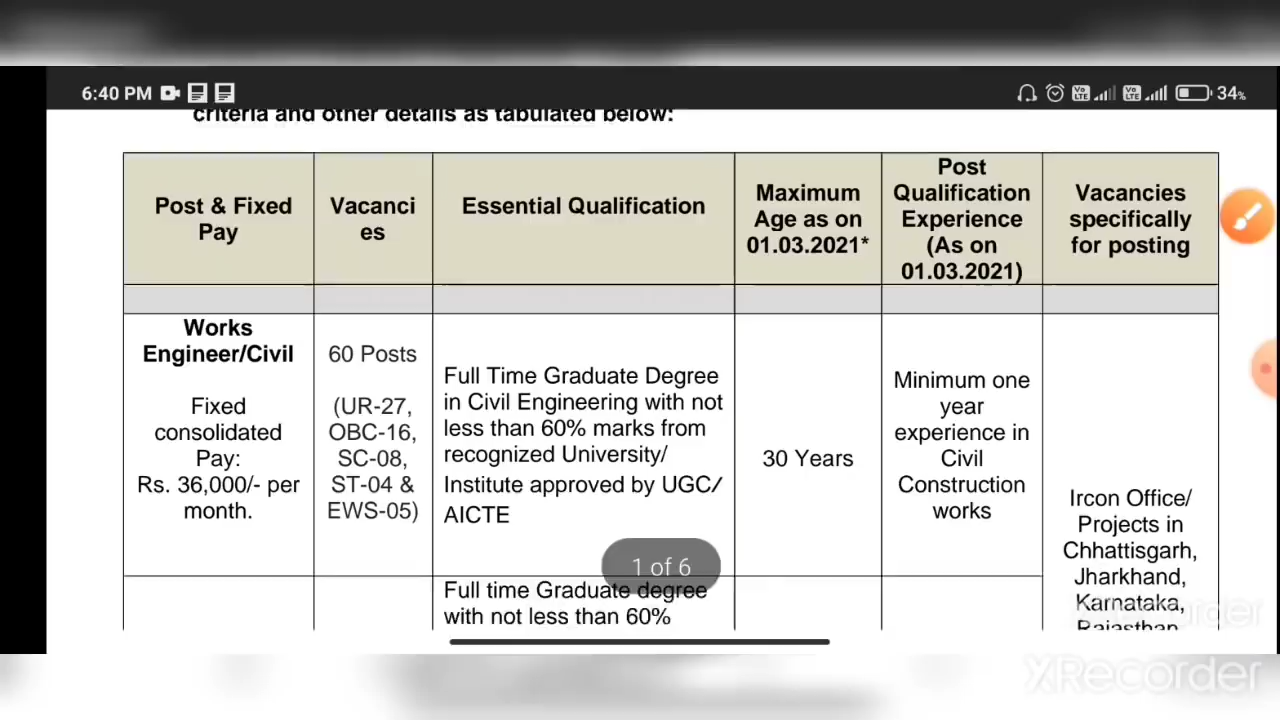 6:40 PM
34%
criteria and other details as tabulated below:
Post & Fixed
Pay
Vacanci
es
Essential Qualification
Maximum
Age as on
01.03.2021*
Post
Qualification
Experience
(As on
01.03.2021)
Vacancies
specifically
for posting
Works
Engineer/Civil
Fixed
consolidated
Pay:
Rs. 36,000/- per
month.
60 Posts
(UR-27,
OBC-16,
SC-08,
ST-04 &
EWS-05)
Full Time Graduate Degree
in Civil Engineering with not
less than 60% marks from
recognized University/
Institute approved by UGC/
AICTE
30 Years
Minimum one
year
experience in
Civil
Construction
works
Ircon Office/
Projects in
Chhattisgarh,
Jharkhand,
Karnataka,
Rajasthan
1 of 6
Full time Graduate degree
with not less than 60%
XRecorder